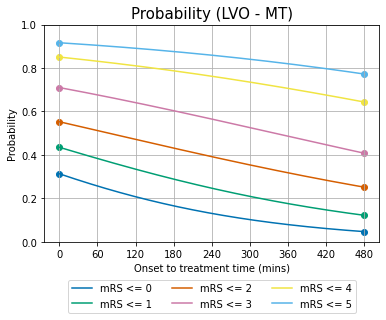 Probability (LVO - MT)
1.0
0.8
0.6
0.4
0.2
0.0
Probability
0 60 120 180 240 300 360 420 480
Onset to treatment time (mins)
mRS <= 0 mRS <= 2 mRS <= 4
mRS <= 1 mRS <= 3 mRS <= 5